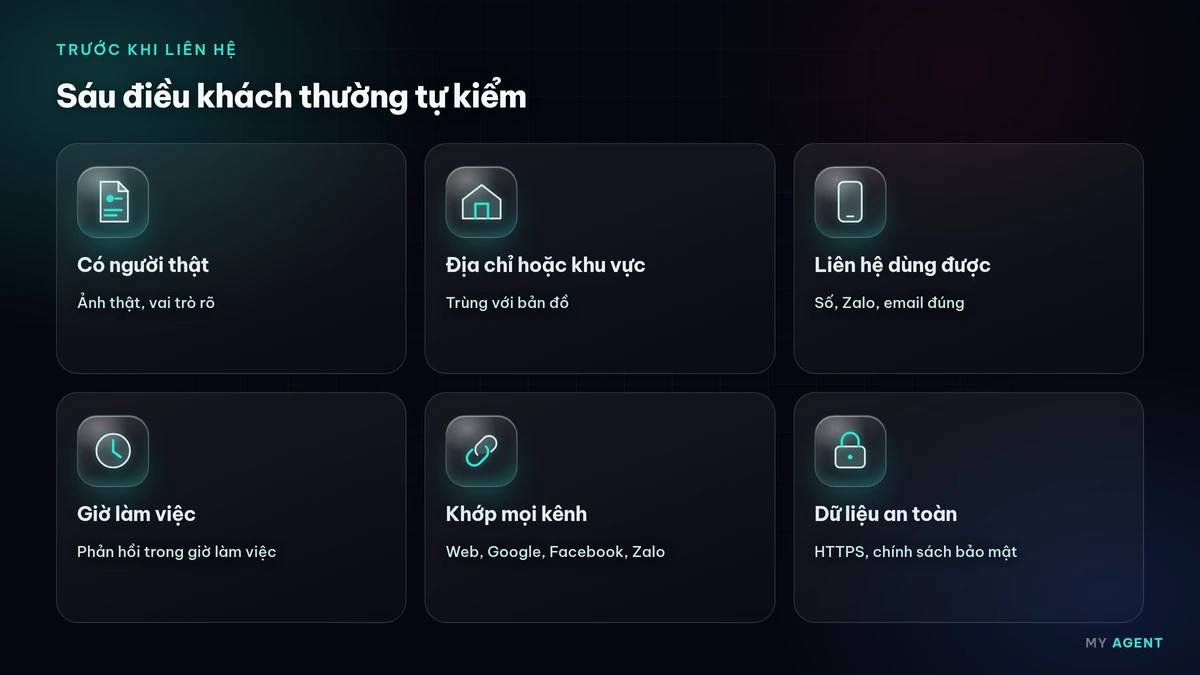 TRƯỚC KHI LIÊN HỆ
Sáu điều khách thường tự kiểm
Có người thật
Ảnh thật, vai trò rõ
Địa chỉ hoặc khu vực
Trùng với bản đồ
Liên hệ dùng được
Số, Zalo, email đúng
Giờ làm việc
Phản hồi trong giờ làm việc
Khớp mọi kênh
Web, Google, Facebook, Zalo
Dữ liệu an toàn
HTTPS, chính sách bảo mật
MY AGENT